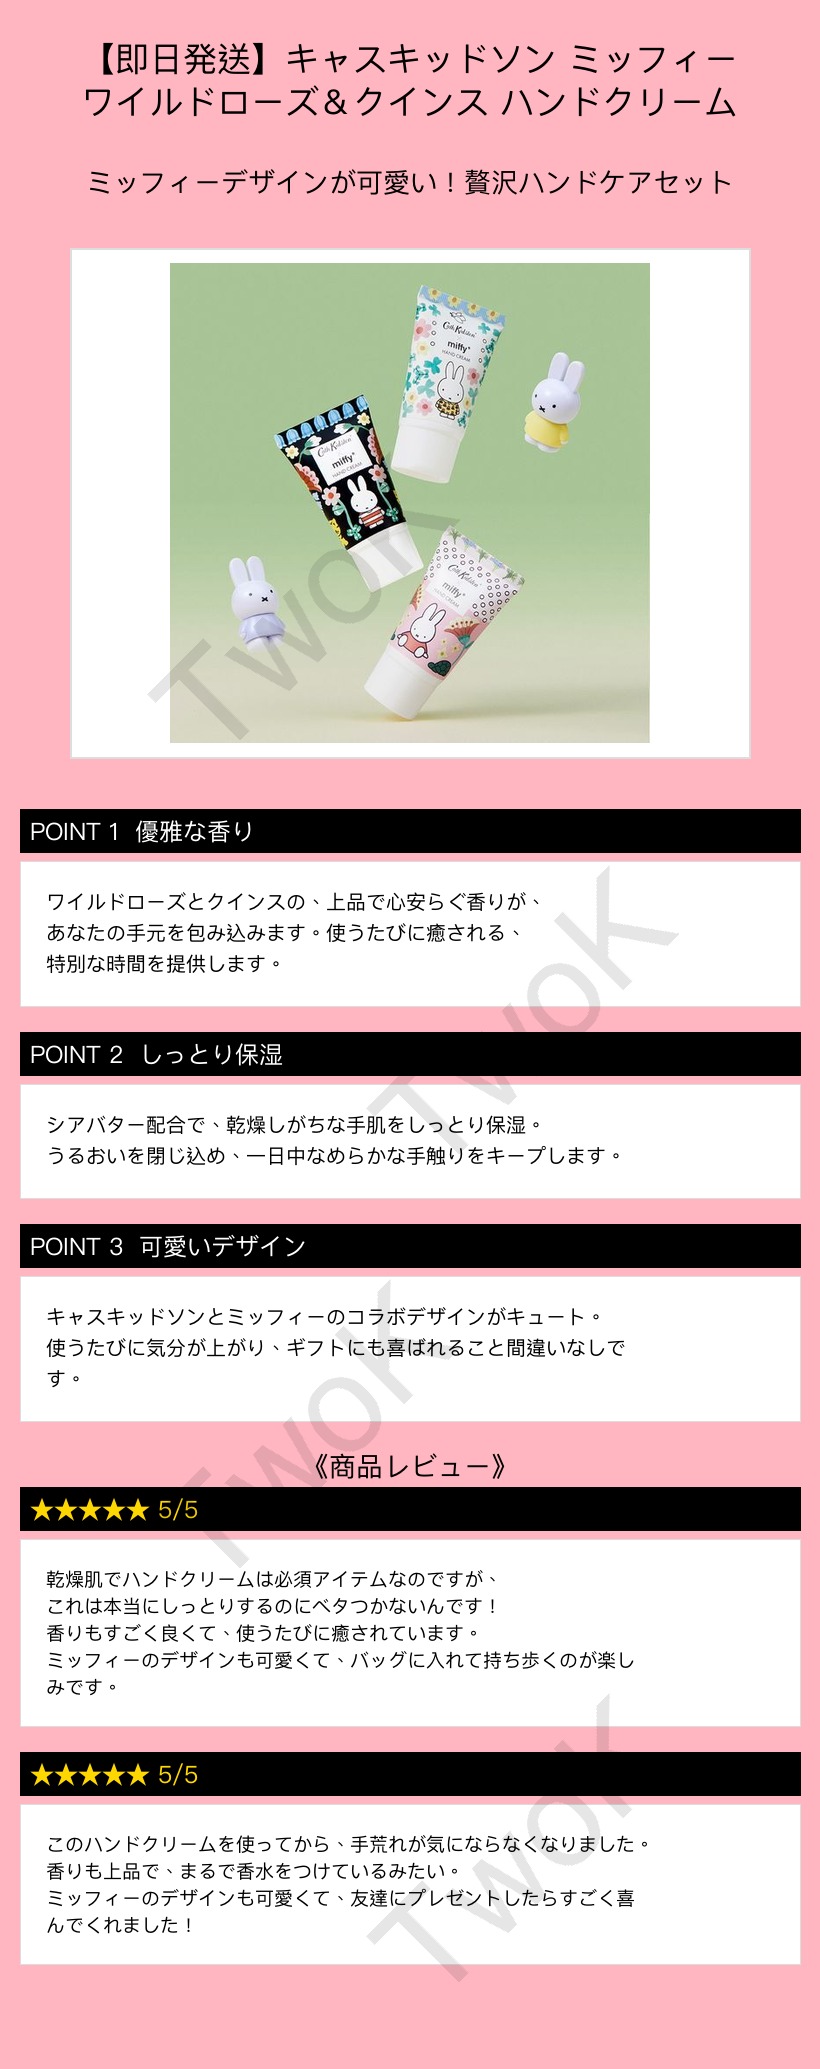 【即日発送】キャスキッドソン ミッフィー
ワイルドローズ＆クインス ハンドクリーム
ミッフィーデザインが可愛い！贅沢ハンドケアセット
Cath Kidston
miffy
HAND CREAM
Cath Kidston
miffy
HAND CREAM
Cath Kidston
miffy
HAND CREAM
TwoK
POINT 1 優雅な香り
ワイルドローズとクインスの、上品で心安らぐ香りが、
あなたの手元を包み込みます。使うたびに癒される、
特別な時間を提供します。
TwoK
POINT 2 しっとり保湿
シアバター配合で、乾燥しがちな手肌をしっとり保湿。
うるおいを閉じ込め、一日中なめらかな手触りをキープします。
POINT 3 可愛いデザイン
キャスキッドソンとミッフィーのコラボデザインがキュート。
使うたびに気分が上がり、ギフトにも喜ばれること間違いなしで
す。
TwoK
《商品レビュー》
★★★★★ 5/5
乾燥肌でハンドクリームは必須アイテムなのですが、
これは本当にしっとりするのにベタつかないんです！
香りもすごく良くて、使うたびに癒されています。
ミッフィーのデザインも可愛くて、バッグに入れて持ち歩くのが楽し
みです。
★★★★★ 5/5
このハンドクリームを使ってから、手荒れが気にならなくなりました。
香りも上品で、まるで香水をつけているみたい。
ミッフィーのデザインも可愛くて、友達にプレゼントしたらすごく喜
んでくれました！
TwoK